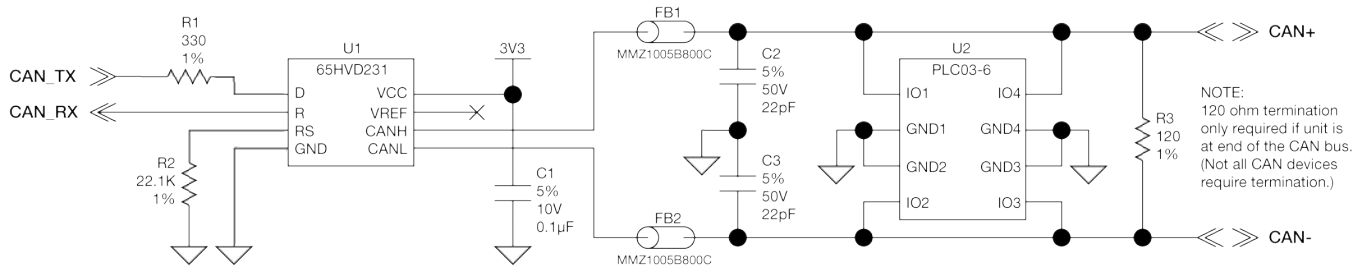 R1
330
1%
CAN_TX
CAN_RX
R2
22.1K
1%
U1
65HVD231
D
R
RS
GND
VCC
VREF
CANH
CANL
3V3
C1
5%
10V
0.1µF
FB1
MMZ1005B800C
FB2
MMZ1005B800C
C2
5%
50V
22pF
C3
5%
50V
22pF
U2
PLC03-6
IO1
GND1
GND2
IO2
IO4
GND4
GND3
IO3
R3
120
1%
CAN+
NOTE:
120 ohm termination
only required if unit is
at end of the CAN bus.
(Not all CAN devices
require termination.)
CAN-